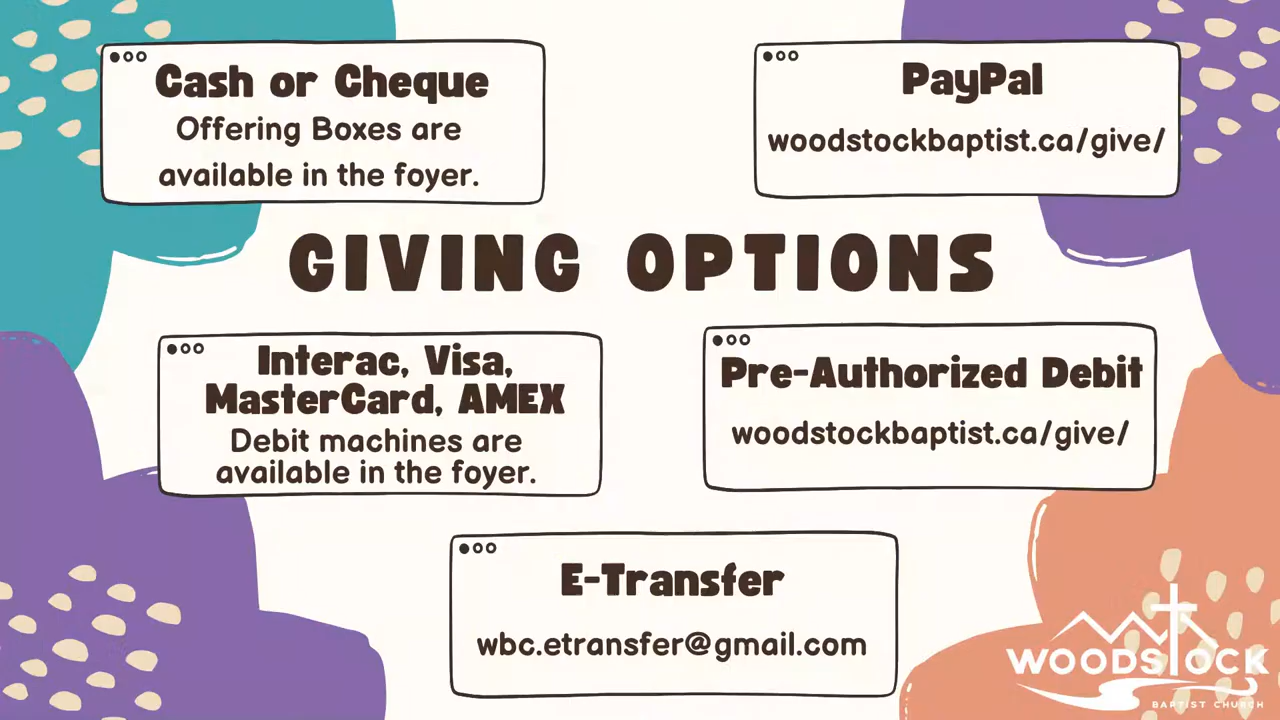 Cash or Cheque
Offering Boxes are
available in the foyer.
PayPal
woodstockbaptist.ca/give/
GIVING OPTIONS
Interac, Visa,
MasterCard, AMEX
Debit machines are
available in the foyer.
Pre-Authorized Debit
woodstockbaptist.ca/give/
E-Transfer
wbc.etransfer@gmail.com
WOODSTOCK
BAPTIST CHURCH